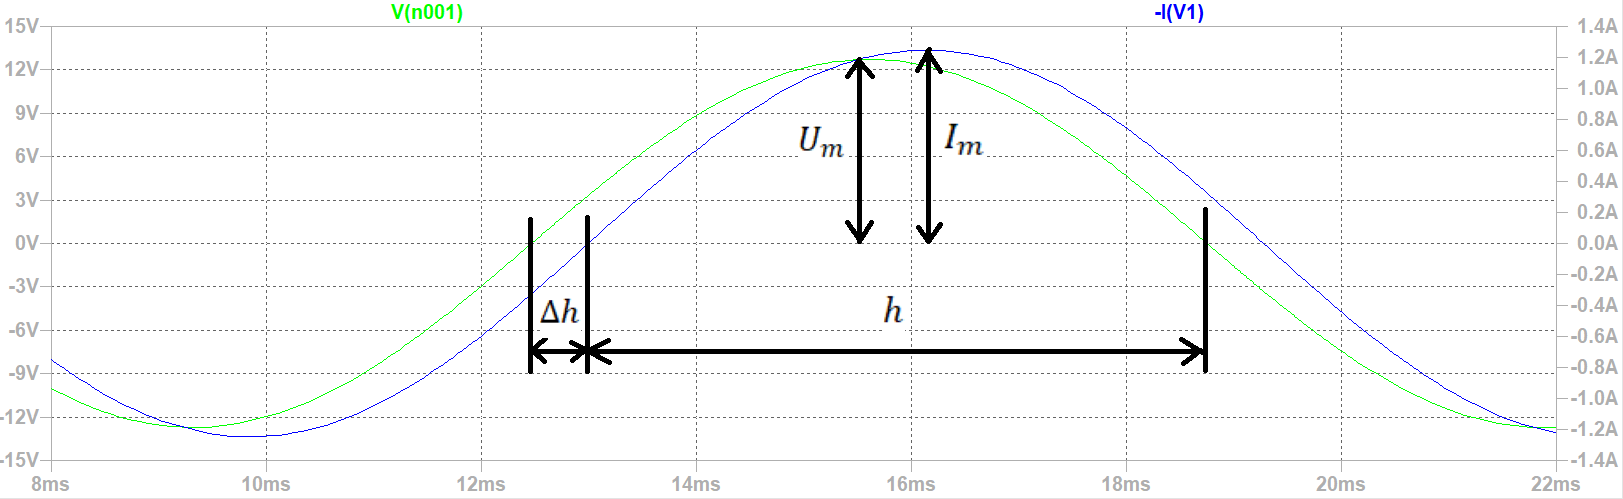 V(n001) -I(V1)
15V 1.4A
12V 1.2A
1.0A
9V 0.8A
U_m I_m
6V 0.6A
0.4A
3V 0.2A
0V 0.0A
-3V -0.2A
-0.4A
Δh h
-6V -0.6A
-9V -0.8A
-1.0A
-12V -1.2A
-15V -1.4A
8ms 10ms 12ms 14ms 16ms 18ms 20ms 22ms